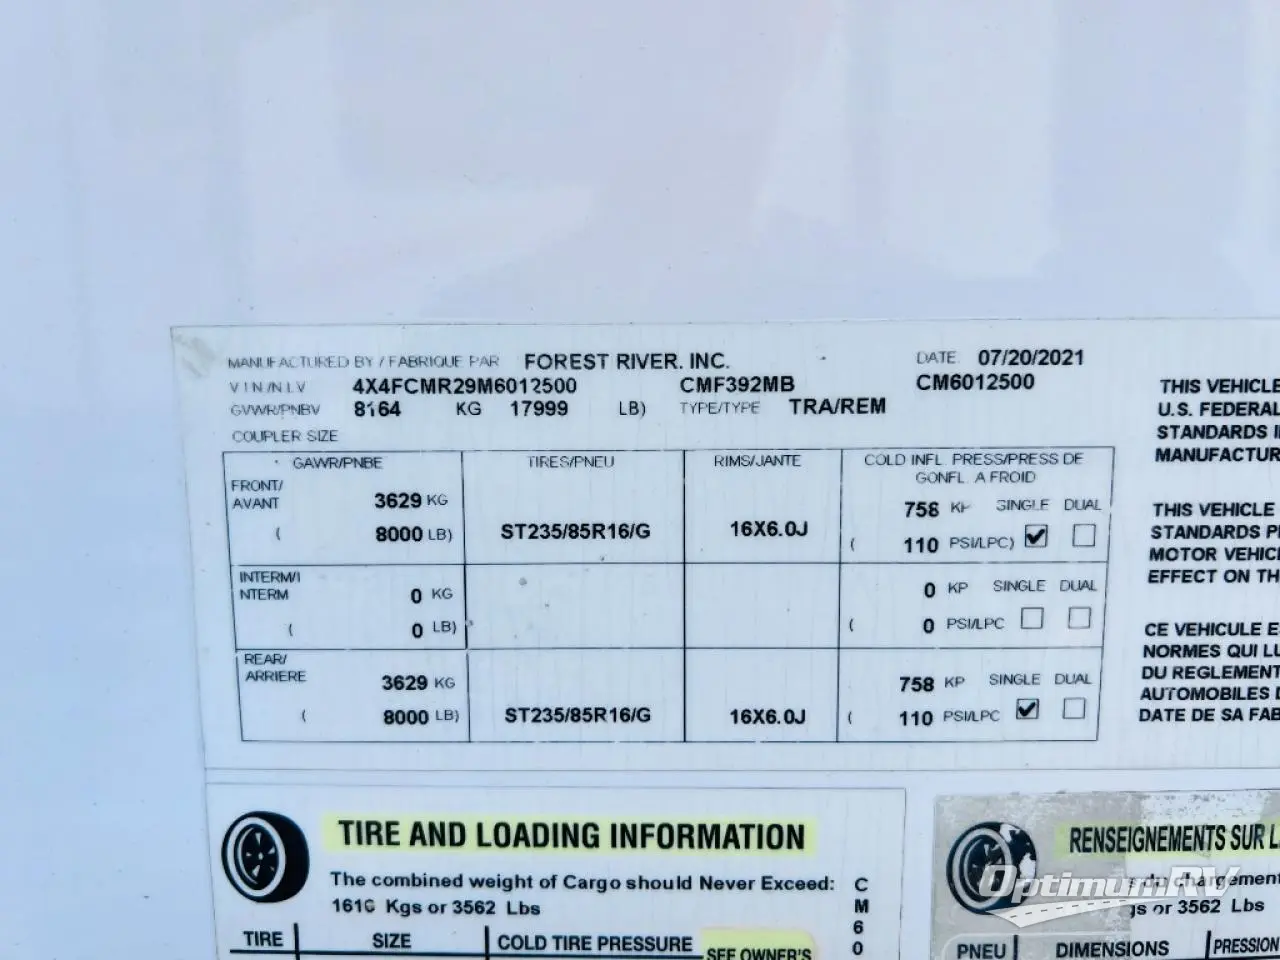 MANUFACTURED BY / FABRIQUE PAR FOREST RIVER, INC. DATE 07/20/2021
V I N / N I V 4X4FCMR29M6012500 CMF392MB CM6012500
GVWR/PNBV 8164 KG 17999 LB) TYPE/TYPE TRA/REM
COUPLER SIZE
GAWR/PNBE TIRES/PNEU RIMS/JANTE COLD INFL. PRESS/PRESS DE
GONFL. A FROID
FRONT/
AVANT 3629 KG 758 KP SINGLE DUAL
( 8000 LB) ST235/85R16/G 16X6.0J ( 110 PSI/LPC)
INTERM/I
NTERM 0 KG 0 KP SINGLE DUAL
( 0 LB) ( 0 PSI/LPC
REAR/
ARRIERE 3629 KG 758 KP SINGLE DUAL
( 8000 LB) ST235/85R16/G 16X6.0J ( 110 PSI/LPC
THIS VEHICLE
U.S. FEDERAL
STANDARDS
MANUFACTUR
THIS VEHICLE
STANDARDS
MOTOR VEHIC
EFFECT ON TH
CE VEHICULE E
NORMES QUI LU
DU REGLEMENT
AUTOMOBILES D
DATE DE SA FAB
TIRE AND LOADING INFORMATION
The combined weight of Cargo should Never Exceed:
1616 Kgs or 3562 Lbs
TIRE SIZE COLD TIRE PRESSURE SEE OWNER'S
C
M
6
0
RENSEIGNEMENTS SUR L
s du chargement
gs or 3562 Lbs
PNEU DIMENSIONS PRESSION
OptimumRV